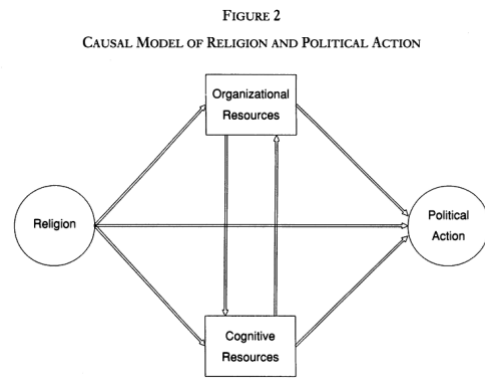 FIGURE 2
CAUSAL MODEL OF RELIGION AND POLITICAL ACTION
Organizational
Resources
Religion
Political
Action
Cognitive
Resources